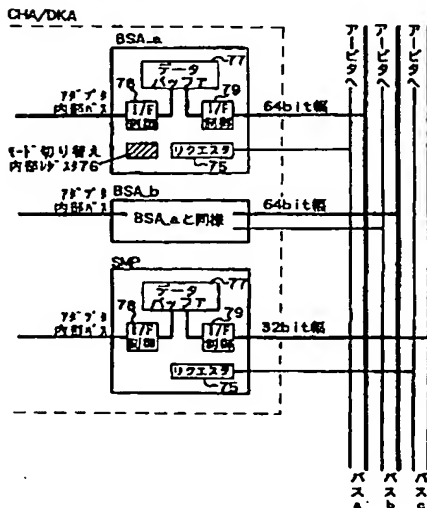 CHA/DKA
アービタへ
アービタへ
アービタへ
BSA_a
77
データ
バッファ
78
79
アダプタ
内部バス
I/F
制御
I/F
制御
64bit幅
モード切り替え
内部レジスタ76
リクエスタ
75
アダプタ
内部バス
BSA_b
BSA_aと同様
64bit幅
SMP
77
データ
バッファ
78
79
アダプタ
内部バス
I/F
制御
I/F
制御
32bit幅
リクエスタ
75
バスa
バスb
バスc